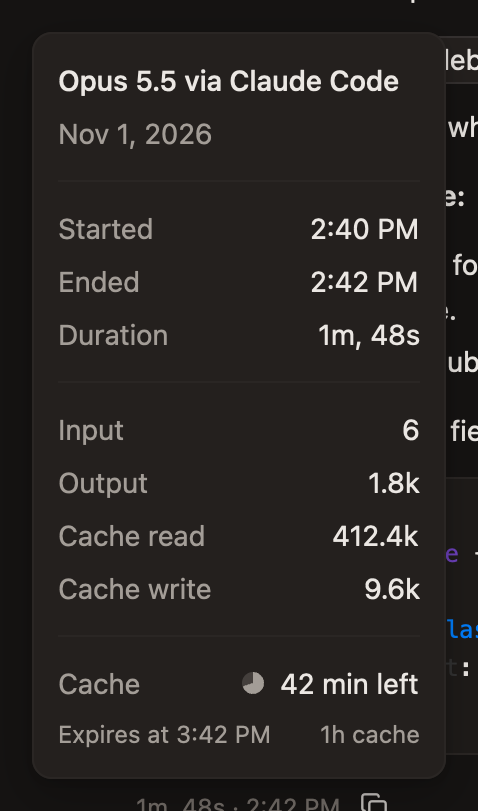 Opus 5.5 via Claude Code
Nov 1, 2026
Started 2:40 PM
Ended 2:42 PM
Duration 1m, 48s
Input 6
Output 1.8k
Cache read 412.4k
Cache write 9.6k
Cache 42 min left
Expires at 3:42 PM 1h cache
1m, 48s · 2:42 PM